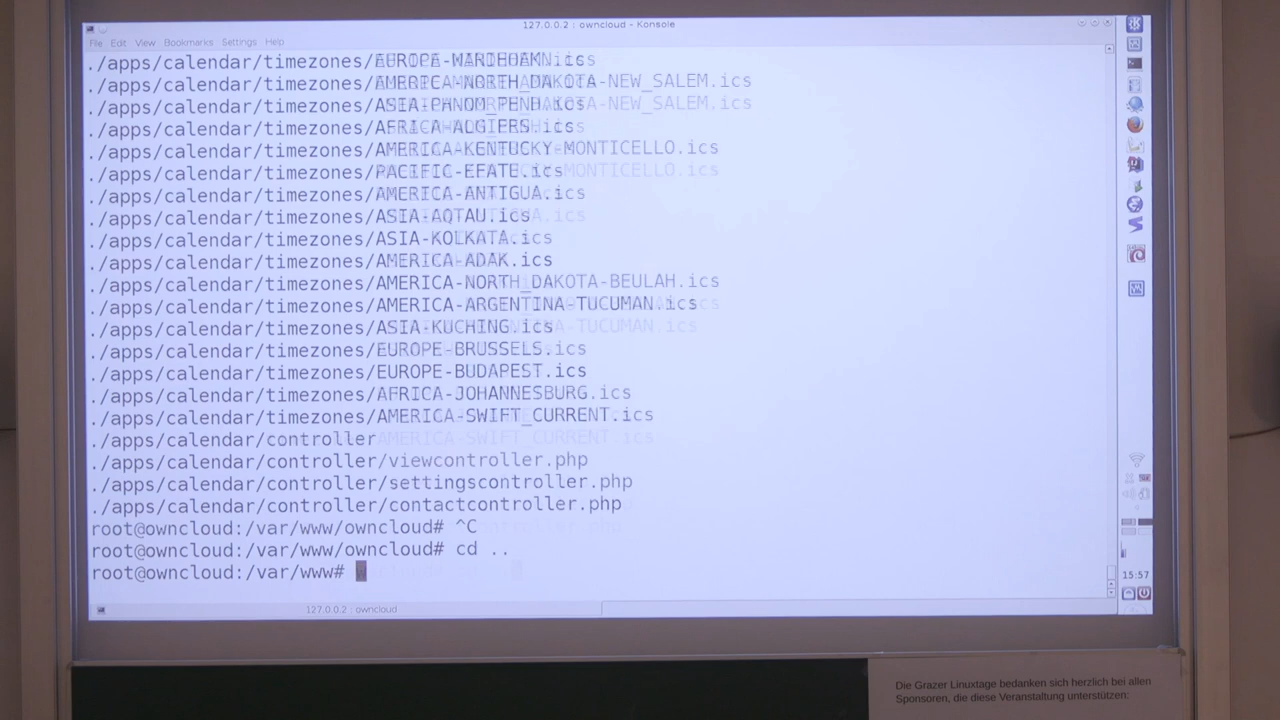 127.0.0.2 : owncloud - Konsole
File Edit View Bookmarks Settings Help
./apps/calendar/timezones/EUROPE-MARIEHAMN.ics
./apps/calendar/timezones/AMERICA-NORTH_DAKOTA-NEW_SALEM.ics
./apps/calendar/timezones/ASIA-PHNOM_PENH.ics
./apps/calendar/timezones/AFRICA-ALGIERS.ics
./apps/calendar/timezones/AMERICA-KENTUCKY-MONTICELLO.ics
./apps/calendar/timezones/PACIFIC-EFATE.ics
./apps/calendar/timezones/AMERICA-ANTIGUA.ics
./apps/calendar/timezones/ASIA-AQTAU.ics
./apps/calendar/timezones/ASIA-KOLKATA.ics
./apps/calendar/timezones/AMERICA-ADAK.ics
./apps/calendar/timezones/AMERICA-NORTH_DAKOTA-BEULAH.ics
./apps/calendar/timezones/AMERICA-ARGENTINA-TUCUMAN.ics
./apps/calendar/timezones/ASIA-KUCHING.ics
./apps/calendar/timezones/EUROPE-BRUSSELS.ics
./apps/calendar/timezones/EUROPE-BUDAPEST.ics
./apps/calendar/timezones/AFRICA-JOHANNESBURG.ics
./apps/calendar/timezones/AMERICA-SWIFT_CURRENT.ics
./apps/calendar/controller
./apps/calendar/controller/viewcontroller.php
./apps/calendar/controller/settingscontroller.php
./apps/calendar/controller/contactcontroller.php
root@owncloud:/var/www/owncloud# ^C
root@owncloud:/var/www/owncloud# cd ..
root@owncloud:/var/www#
15:57
127.0.0.2 : owncloud
Die Grazer Linuxtage bedanken sich herzlich bei allen
Sponsoren, die diese Veranstaltung unterstützen: